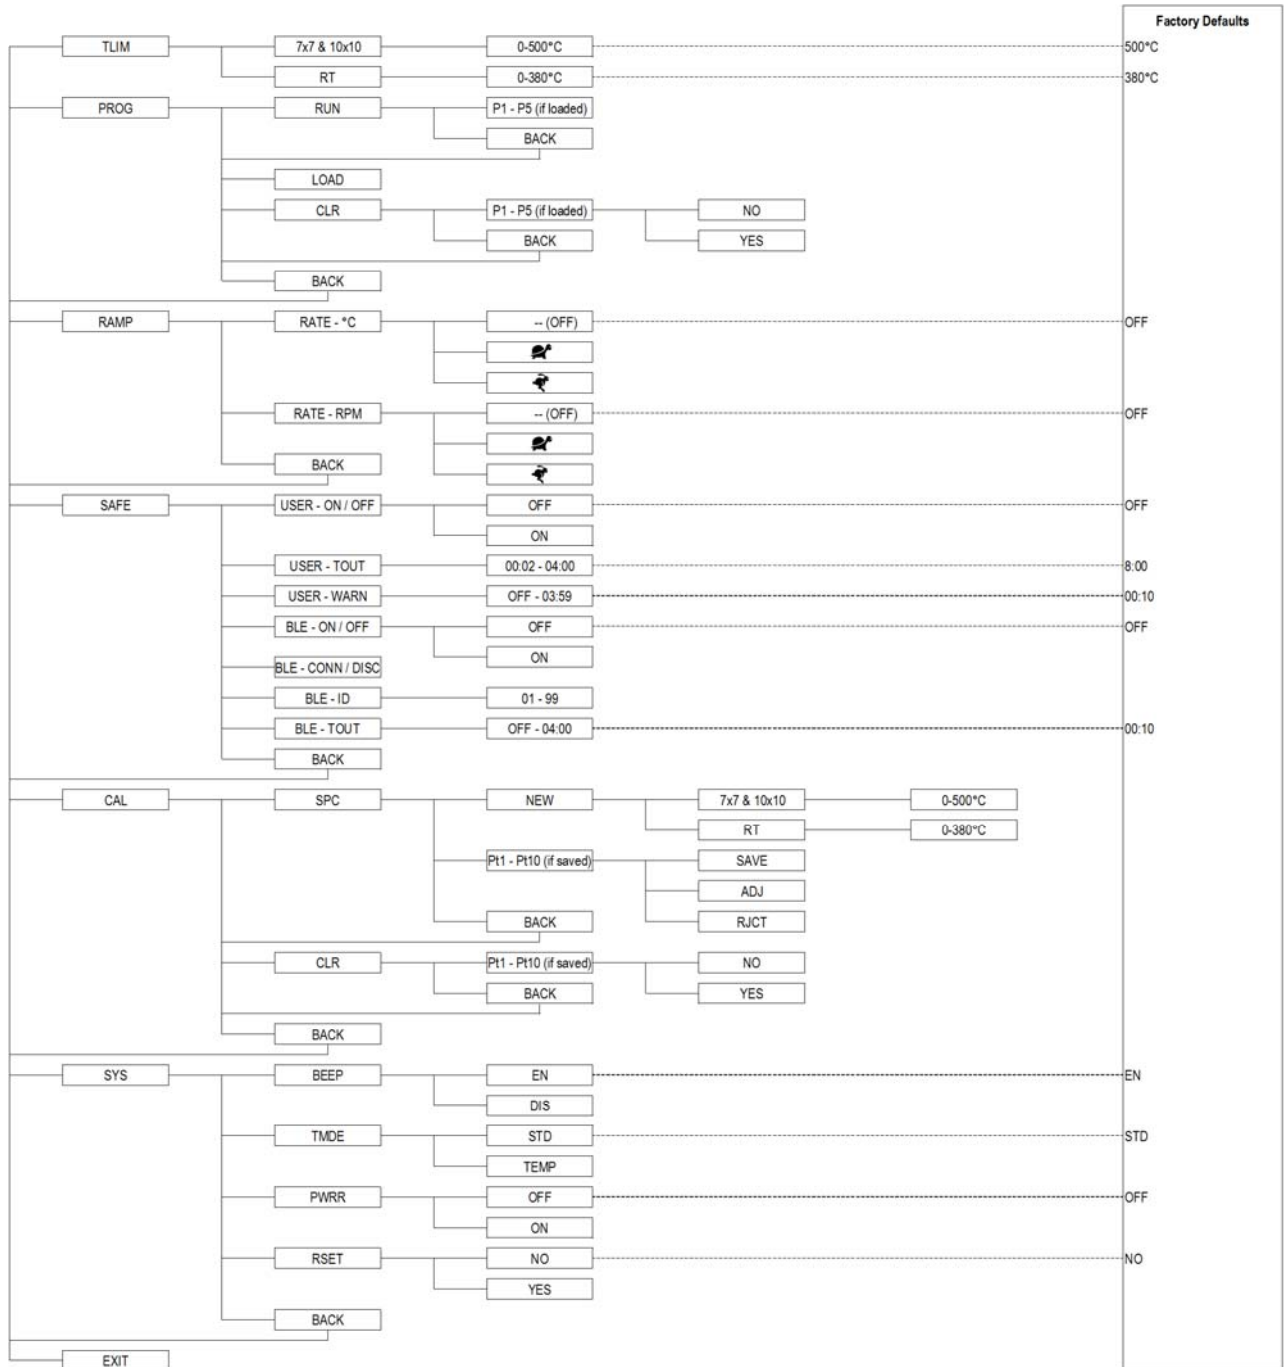 Factory Defaults
TLIM 7x7 & 10x10 0-500°C 500°C
RT 0-380°C 380°C
PROG RUN P1 - P5 (if loaded)
BACK
LOAD
CLR P1 - P5 (if loaded) NO
BACK YES
BACK
RAMP RATE - °C -- (OFF) OFF
RATE - RPM -- (OFF) OFF
BACK
SAFE USER - ON / OFF OFF OFF
ON
USER - TOUT 00:02 - 04:00 8:00
USER - WARN OFF - 03:59 00:10
BLE - ON / OFF OFF OFF
ON
BLE - CONN / DISC
BLE - ID 01 - 99
BLE - TOUT OFF - 04:00 00:10
BACK
CAL SPC NEW 7x7 & 10x10 0-500°C
RT 0-380°C
Pt1 - Pt10 (if saved) SAVE
ADJ
BACK RJCT
CLR Pt1 - Pt10 (if saved) NO
BACK YES
BACK
SYS BEEP EN EN
DIS
TMDE STD STD
TEMP
PWRR OFF OFF
ON
RSET NO NO
YES
BACK
EXIT